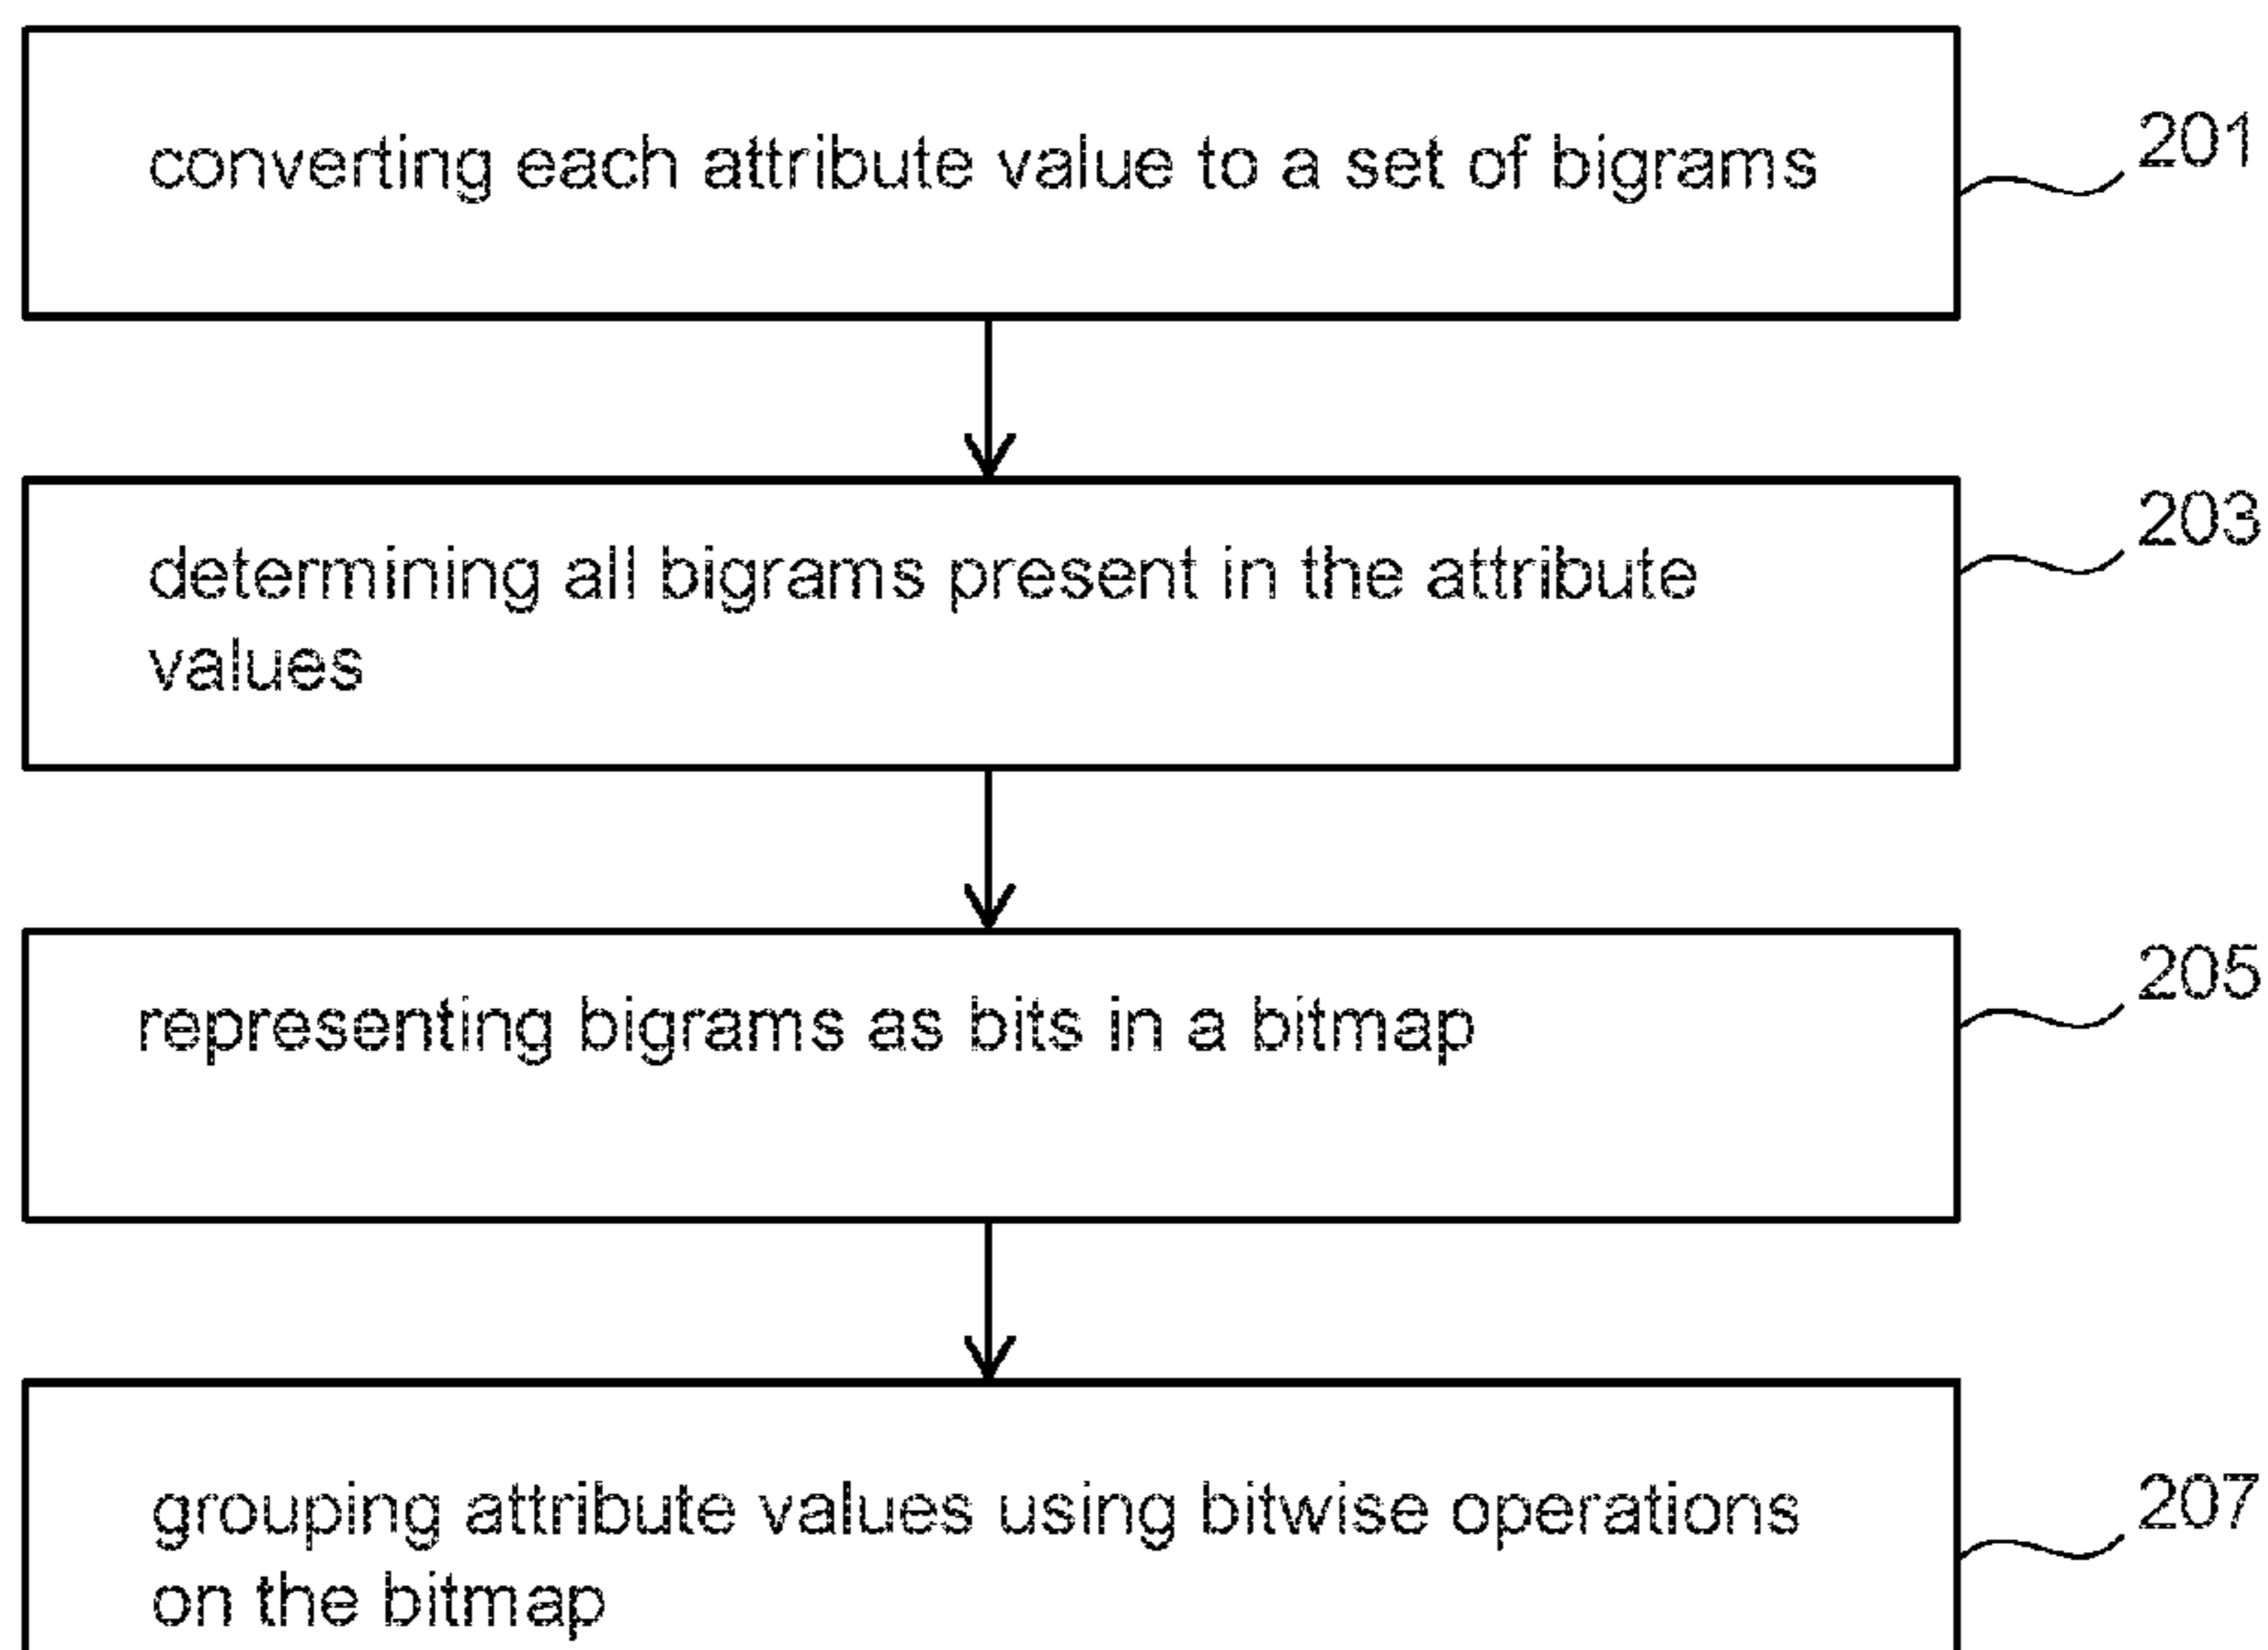 converting each attribute value to a set of bigrams
201
determining all bigrams present in the attribute
values
203
representing bigrams as bits in a bitmap
205
grouping attribute values using bitwise operations
on the bitmap
207